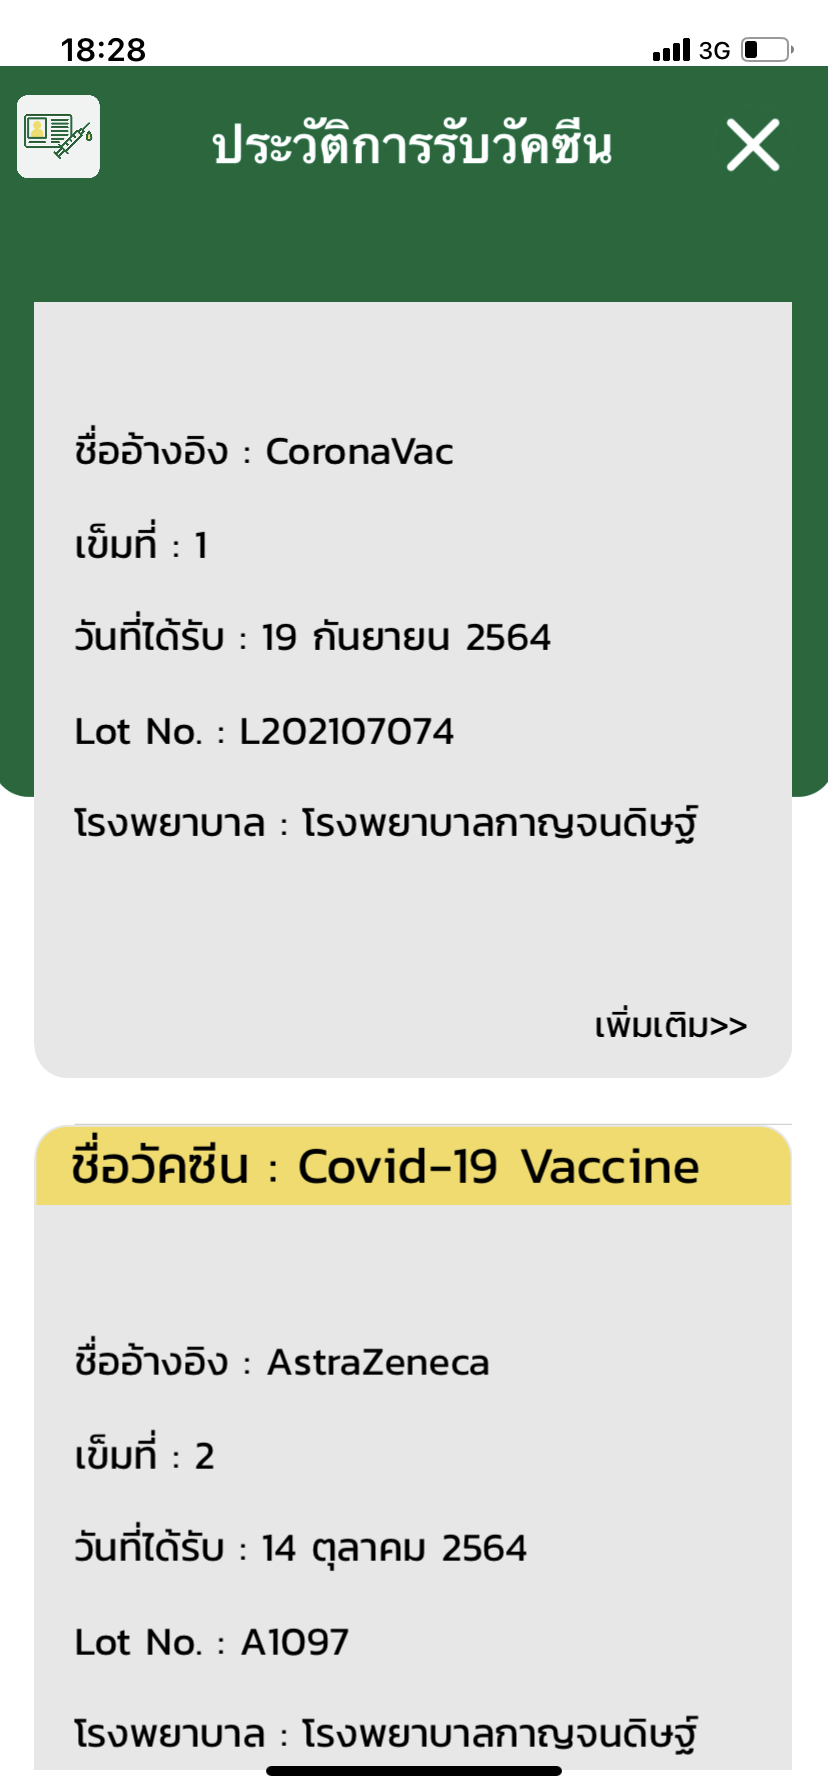 18:28
3G
ประวัติการรับวัคซีน
ชื่ออ้างอิง : CoronaVac
เข็มที่ : 1
วันที่ได้รับ : 19 กันยายน 2564
Lot No. : L202107074
โรงพยาบาล : โรงพยาบาลกาญจนดิษฐ์
เพิ่มเติม>>
ชื่อวัคซีน : Covid-19 Vaccine
ชื่ออ้างอิง : AstraZeneca
เข็มที่ : 2
วันที่ได้รับ : 14 ตุลาคม 2564
Lot No. : A1097
โรงพยาบาล : โรงพยาบาลกาญจนดิษฐ์